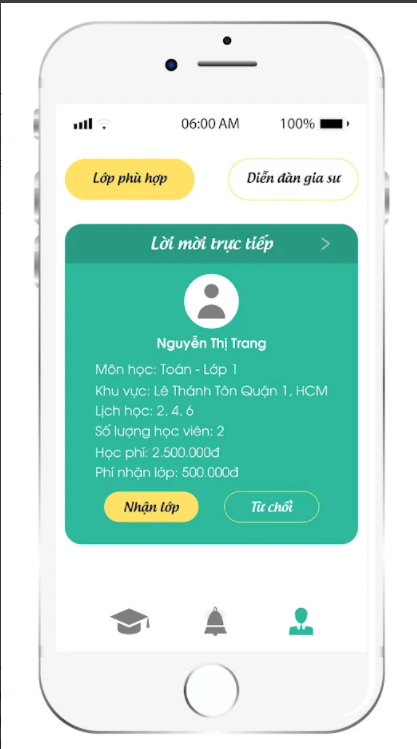 06:00 AM 100%
Lớp phù hợp Diễn đàn gia sư
Lời mời trực tiếp
Nguyễn Thị Trang
Môn học: Toán - Lớp 1
Khu vực: Lê Thánh Tôn Quận 1, HCM
Lịch học: 2, 4, 6
Số lượng học viên: 2
Học phí: 2.500.000đ
Phí nhận lớp: 500.000đ
Nhận lớp Từ chối